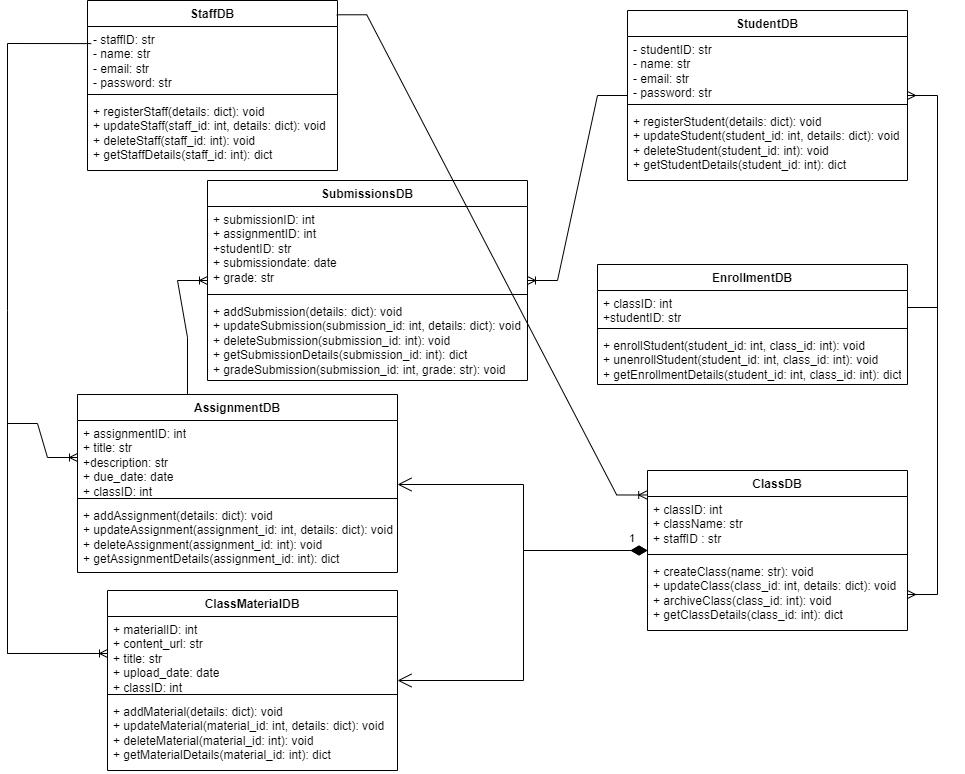 StaffDB
- staffID: str
- name: str
- email: str
- password: str
+ registerStaff(details: dict): void
+ updateStaff(staff_id: int, details: dict): void
+ deleteStaff(staff_id: int): void
+ getStaffDetails(staff_id: int): dict
StudentDB
- studentID: str
- name: str
- email: str
- password: str
+ registerStudent(details: dict): void
+ updateStudent(student_id: int, details: dict): void
+ deleteStudent(student_id: int): void
+ getStudentDetails(student_id: int): dict
SubmissionsDB
+ submissionID: int
+ assignmentID: int
+studentID: str
+ submissiondate: date
+ grade: str
+ addSubmission(details: dict): void
+ updateSubmission(submission_id: int, details: dict): void
+ deleteSubmission(submission_id: int): void
+ getSubmissionDetails(submission_id: int): dict
+ gradeSubmission(submission_id: int, grade: str): void
EnrollmentDB
+ classID: int
+studentID: str
+ enrollStudent(student_id: int, class_id: int): void
+ unenrollStudent(student_id: int, class_id: int): void
+ getEnrollmentDetails(student_id: int, class_id: int): dict
AssignmentDB
+ assignmentID: int
+ title: str
+description: str
+ due_date: date
+ classID: int
+ addAssignment(details: dict): void
+ updateAssignment(assignment_id: int, details: dict): void
+ deleteAssignment(assignment_id: int): void
+ getAssignmentDetails(assignment_id: int): dict
ClassDB
+ classID: int
+ className: str
+ staffID : str
1
+ createClass(name: str): void
+ updateClass(class_id: int, details: dict): void
+ archiveClass(class_id: int): void
+ getClassDetails(class_id: int): dict
ClassMaterialDB
+ materialID: int
+ content_url: str
+ title: str
+ upload_date: date
+ classID: int
+ addMaterial(details: dict): void
+ updateMaterial(material_id: int, details: dict): void
+ deleteMaterial(material_id: int): void
+ getMaterialDetails(material_id: int): dict